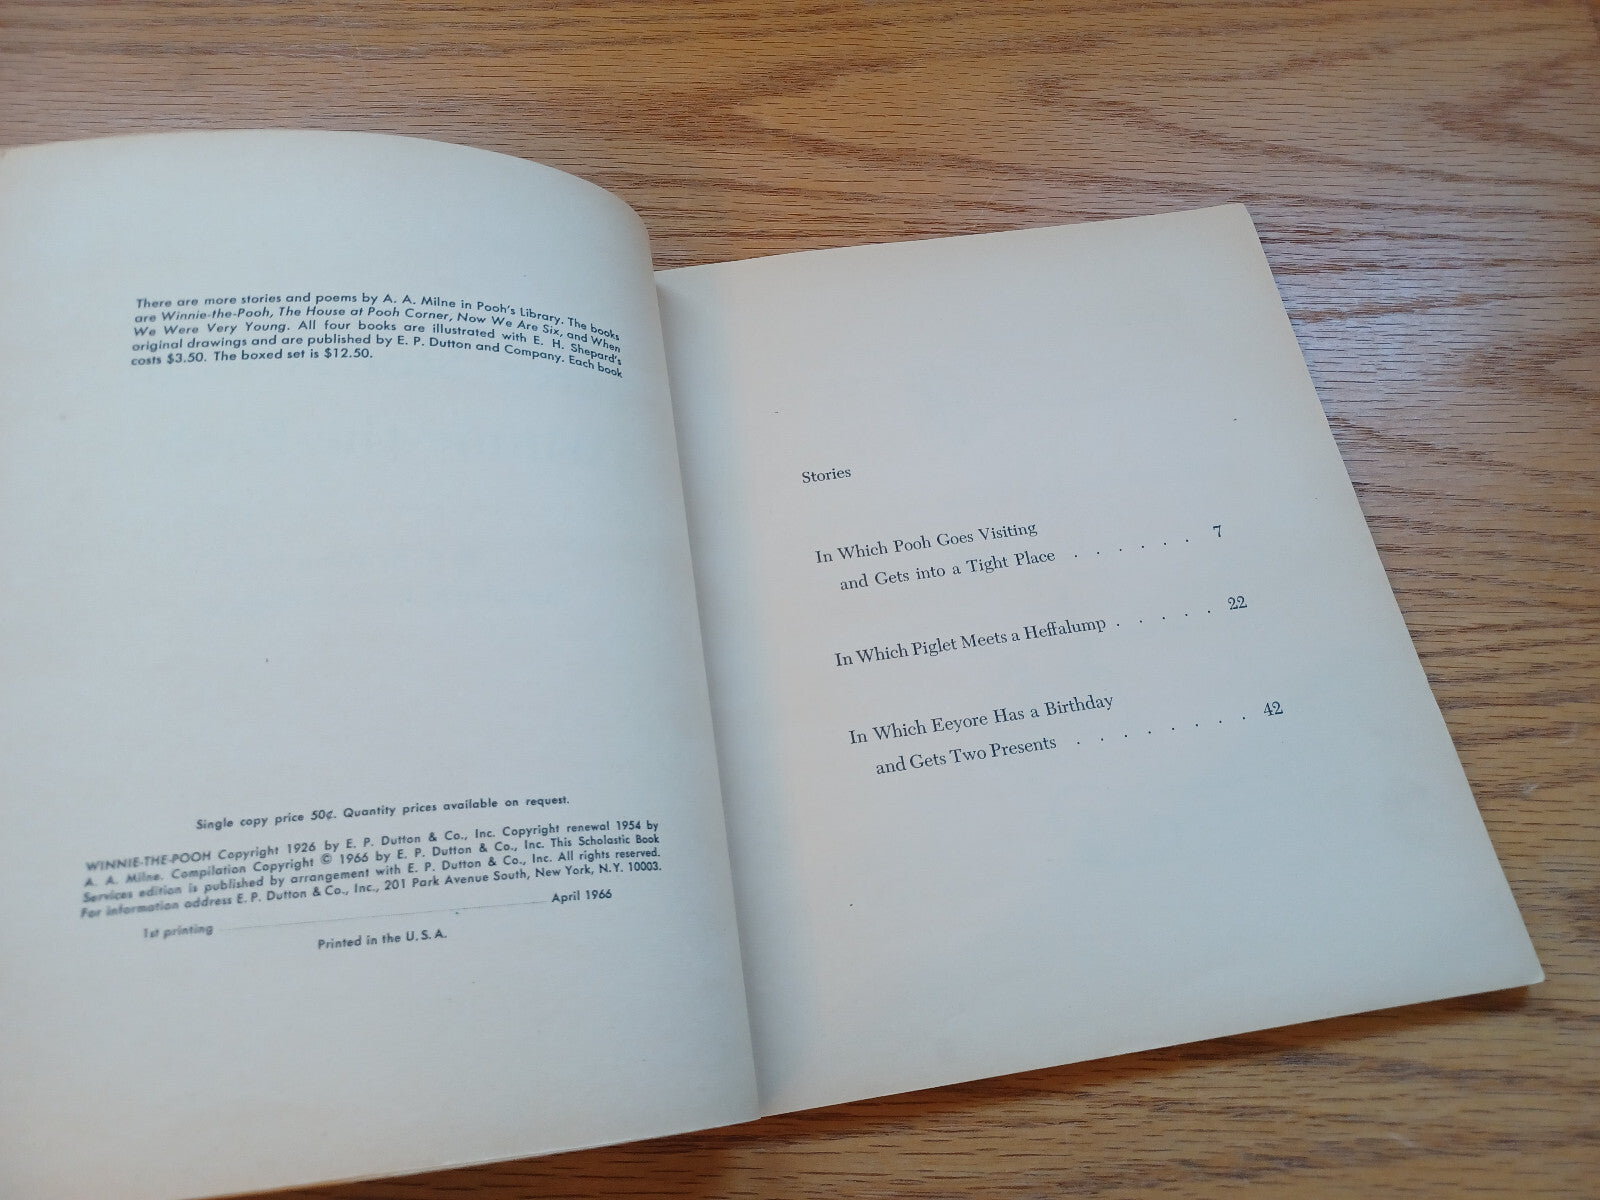 There are more stories and poems by A. A. Milne in Pooh's Library. The books
are Winnie-the-Pooh, The House at Pooh Corner, Now We Are Six, and When
We Were Very Young. All four books are illustrated with E. H. Shepard's
original drawings and are published by E. P. Dutton and Company. Each book
costs $3.50. The boxed set is $12.50.
Single copy price 50¢. Quantity prices available on request.
WINNIE-THE-POOH Copyright 1926 by E. P. Dutton & Co., Inc. Copyright renewal 1954 by
A. A. Milne. Compilation Copyright © 1966 by E. P. Dutton & Co., Inc. This Scholastic Book
Services edition is published by arrangement with E. P. Dutton & Co., Inc. All rights reserved.
For information address E. P. Dutton & Co., Inc., 201 Park Avenue South, New York, N.Y. 10003.
1st printing April 1966
Printed in the U. S. A.
Stories
In Which Pooh Goes Visiting
and Gets into a Tight Place . . . . . . 7
In Which Piglet Meets a Heffalump . . . . . 22
In Which Eeyore Has a Birthday
and Gets Two Presents . . . . . . . . 42